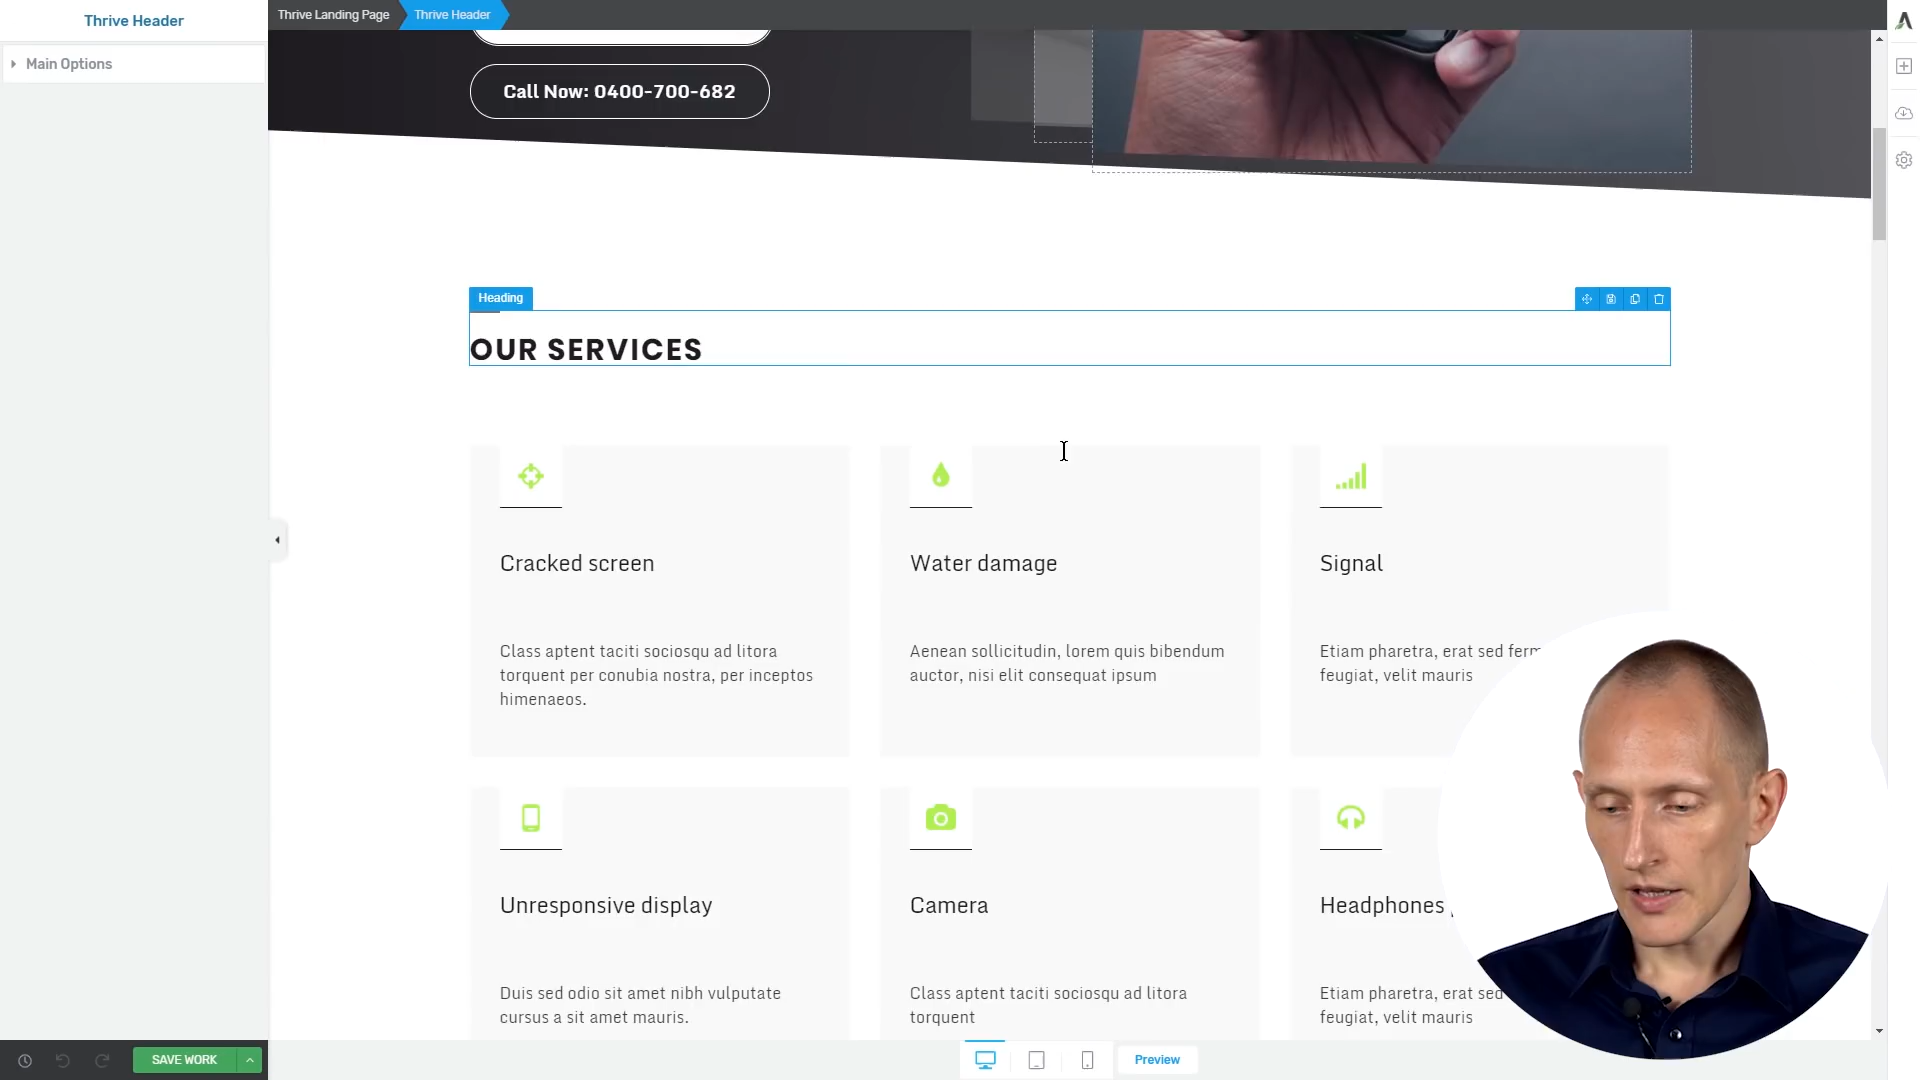 Thrive Header
Thrive Landing Page
Thrive Header
Main Options
Call Now: 0400-700-682
Heading
OUR SERVICES
Cracked screen
Water damage
Signal
Class aptent taciti sociosqu ad litora
torquent per conubia nostra, per inceptos
himenaeos.
Aenean sollicitudin, lorem quis bibendum
auctor, nisi elit consequat ipsum
Etiam pharetra, erat sed
feugiat, velit mauris
Unresponsive display
Camera
Headphones
Duis sed odio sit amet nibh vulputate
cursus a sit amet mauris.
Class aptent taciti sociosqu ad litora
torquent
Etiam pharetra, erat sed
feugiat, velit mauris
SAVE WORK
Preview